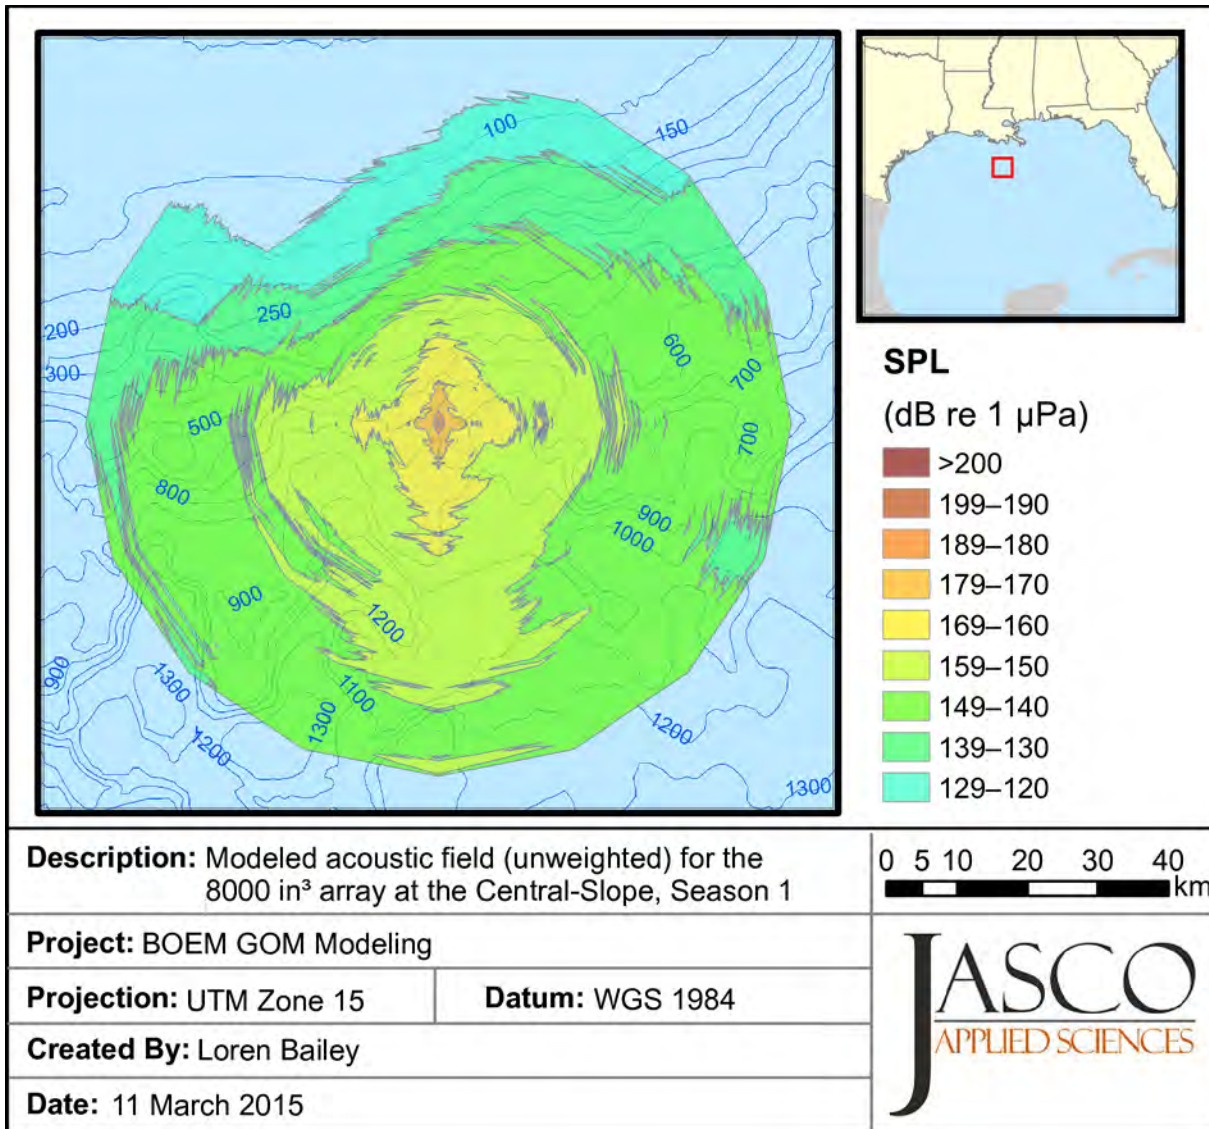 100
150
200
250
300
500
600
700
700
800
900
1000
900
1200
900
1300
1100
1300
1200
1200
1300
SPL
(dB re 1 µPa)
>200
199–190
189–180
179–170
169–160
159–150
149–140
139–130
129–120
Description: Modeled acoustic field (unweighted) for the
8000 in³ array at the Central-Slope, Season 1
0 5 10 20 30 40
km
Project: BOEM GOM Modeling
Projection: UTM Zone 15 Datum: WGS 1984
Created By: Loren Bailey
Date: 11 March 2015
JASCO
APPLIED SCIENCES